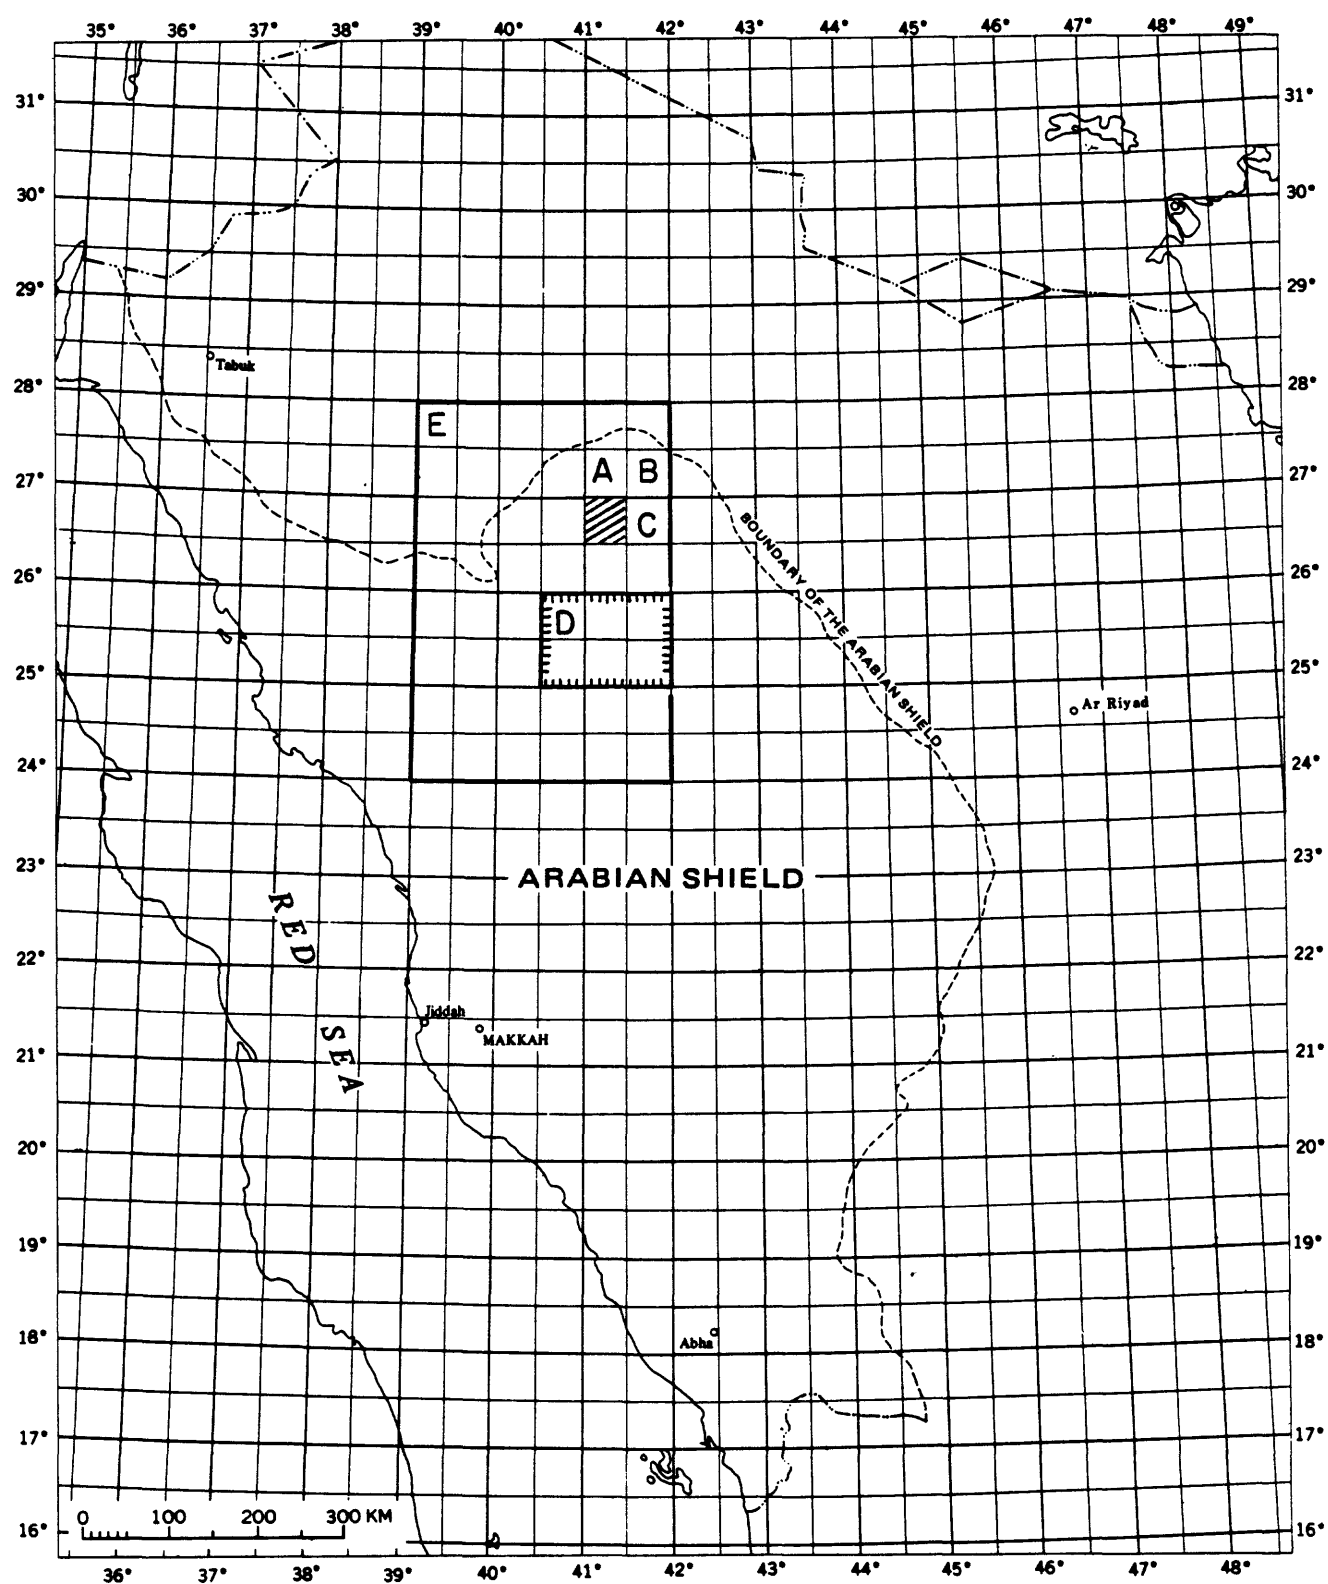 35° 36° 37° 38° 39° 40° 41° 42° 43° 44° 45° 46° 47° 48° 49°
31° 31°
30° 30°
29° 29°
Tabuk
28° 28°
E
27° A B 27°
C
BOUNDARY OF THE ARABIAN SHIELD
26° 26°
D
25° 25°
Ar Riyad
24° 24°
23° ARABIAN SHIELD 23°
RED
22° 22°
Jiddah
MAKKAH
SEA
21° 21°
20° 20°
19° 19°
18° Abha 18°
17° 17°
0 100 200 300 KM
16° 16°
36° 37° 38° 39° 40° 41° 42° 43° 44° 45° 46° 47° 48°